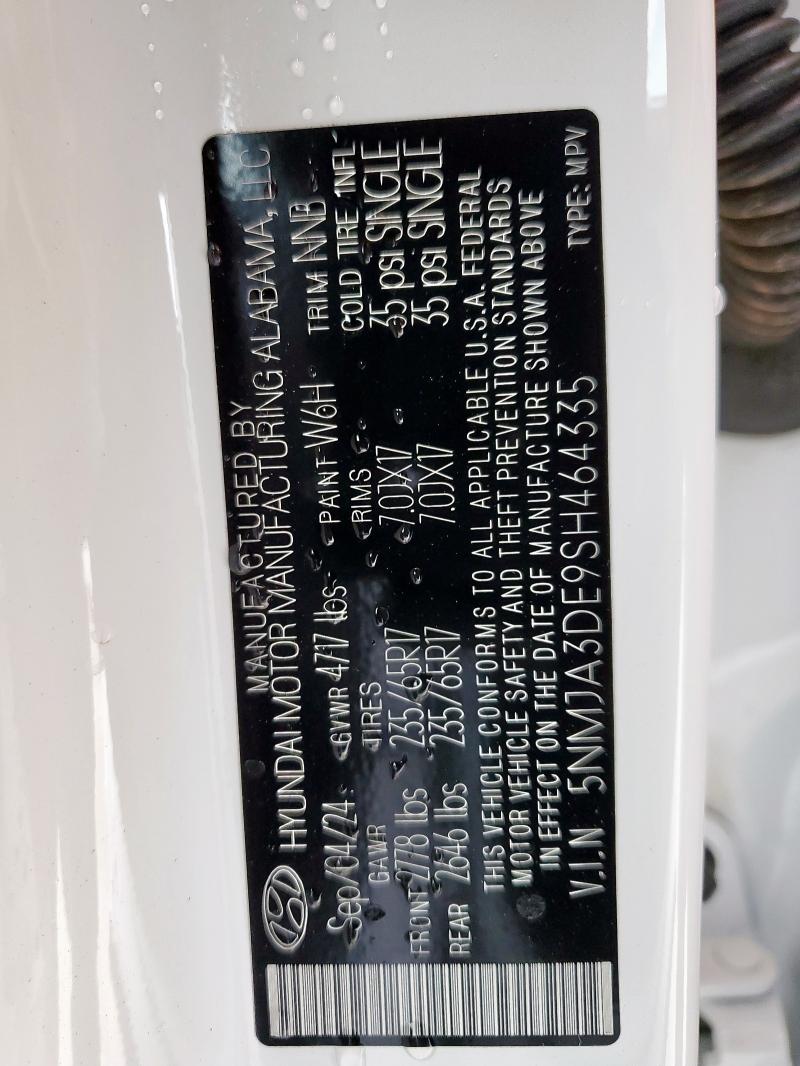 MANUFACTURED BY
HYUNDAI MOTOR MANUFACTURING ALABAMA, LLC
Sep/04/24 GVWR 4717 lbs PAINT W6H TRIM NNB
GAWR TIRES RIMS COLD TIRE INFL
FRONT 2778 lbs 235/65R17 7.0JX17 35 psi SINGLE
REAR 2646 lbs 235/65R17 7.0JX17 35 psi SINGLE
THIS VEHICLE CONFORMS TO ALL APPLICABLE U.S.A. FEDERAL
MOTOR VEHICLE SAFETY AND THEFT PREVENTION STANDARDS
IN EFFECT ON THE DATE OF MANUFACTURE SHOWN ABOVE
V.I.N 5NMJA3DE9SH464335 TYPE: MPV